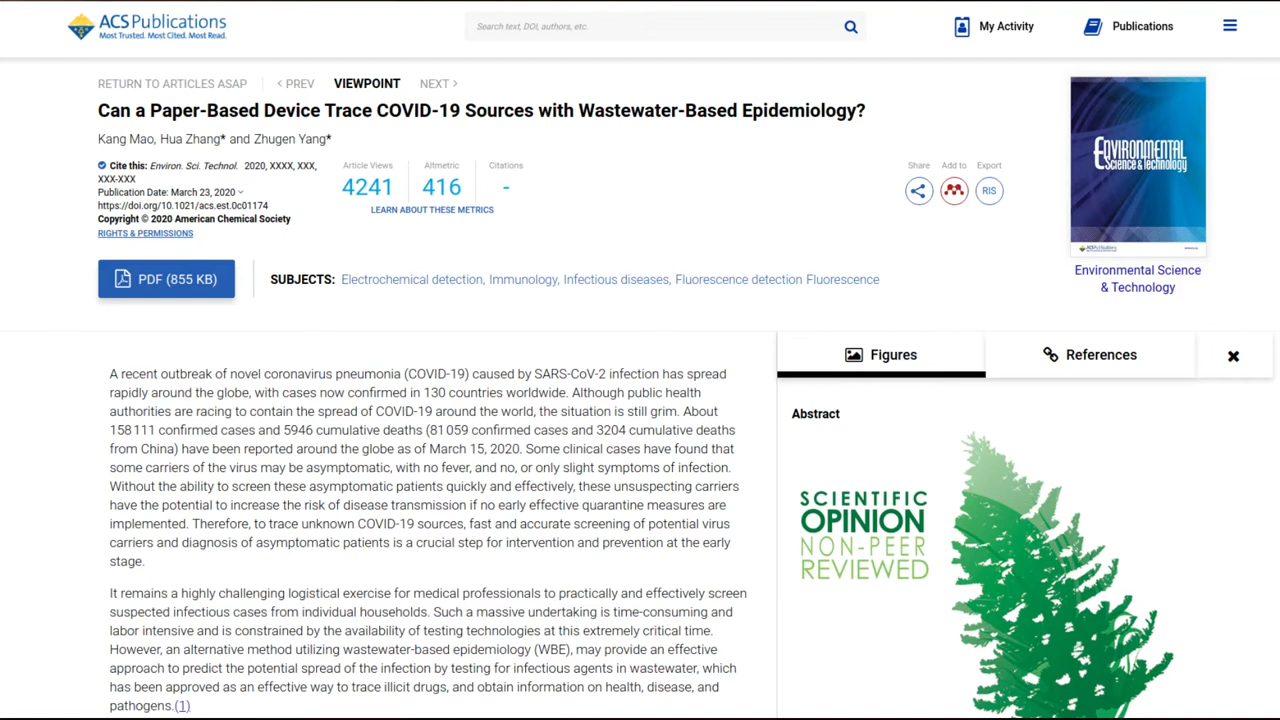 ACS Publications
Most Trusted. Most Cited. Most Read.
Search text, DOI, authors, etc.
My Activity
Publications
RETURN TO ARTICLES ASAP
< PREV
VIEWPOINT
NEXT >
Can a Paper-Based Device Trace COVID-19 Sources with Wastewater-Based Epidemiology?
Kang Mao, Hua Zhang* and Zhugen Yang*
Cite this: Environ. Sci. Technol. 2020, XXXX, XXX,
XXX-XXX
Publication Date: March 23, 2020
https://doi.org/10.1021/acs.est.0c01174
Copyright © 2020 American Chemical Society
RIGHTS & PERMISSIONS
Article Views
4241
Altmetric
416
Citations
-
LEARN ABOUT THESE METRICS
Share
Add to
Export
RIS
ENVIRONMENTAL
Science & Technology
ACS Publications
Environmental Science
& Technology
PDF (855 KB)
SUBJECTS: Electrochemical detection, Immunology, Infectious diseases, Fluorescence detection Fluorescence
A recent outbreak of novel coronavirus pneumonia (COVID-19) caused by SARS-CoV-2 infection has spread
rapidly around the globe, with cases now confirmed in 130 countries worldwide. Although public health
authorities are racing to contain the spread of COVID-19 around the world, the situation is still grim. About
158 111 confirmed cases and 5946 cumulative deaths (81 059 confirmed cases and 3204 cumulative deaths
from China) have been reported around the globe as of March 15, 2020. Some clinical cases have found that
some carriers of the virus may be asymptomatic, with no fever, and no, or only slight symptoms of infection.
Without the ability to screen these asymptomatic patients quickly and effectively, these unsuspecting carriers
have the potential to increase the risk of disease transmission if no early effective quarantine measures are
implemented. Therefore, to trace unknown COVID-19 sources, fast and accurate screening of potential virus
carriers and diagnosis of asymptomatic patients is a crucial step for intervention and prevention at the early
stage.
It remains a highly challenging logistical exercise for medical professionals to practically and effectively screen
suspected infectious cases from individual households. Such a massive undertaking is time-consuming and
labor intensive and is constrained by the availability of testing technologies at this extremely critical time.
However, an alternative method utilizing wastewater-based epidemiology (WBE), may provide an effective
approach to predict the potential spread of the infection by testing for infectious agents in wastewater, which
has been approved as an effective way to trace illicit drugs, and obtain information on health, disease, and
pathogens.(1)
Figures
References
Abstract
SCIENTIFIC
OPINION
NON-PEER
REVIEWED